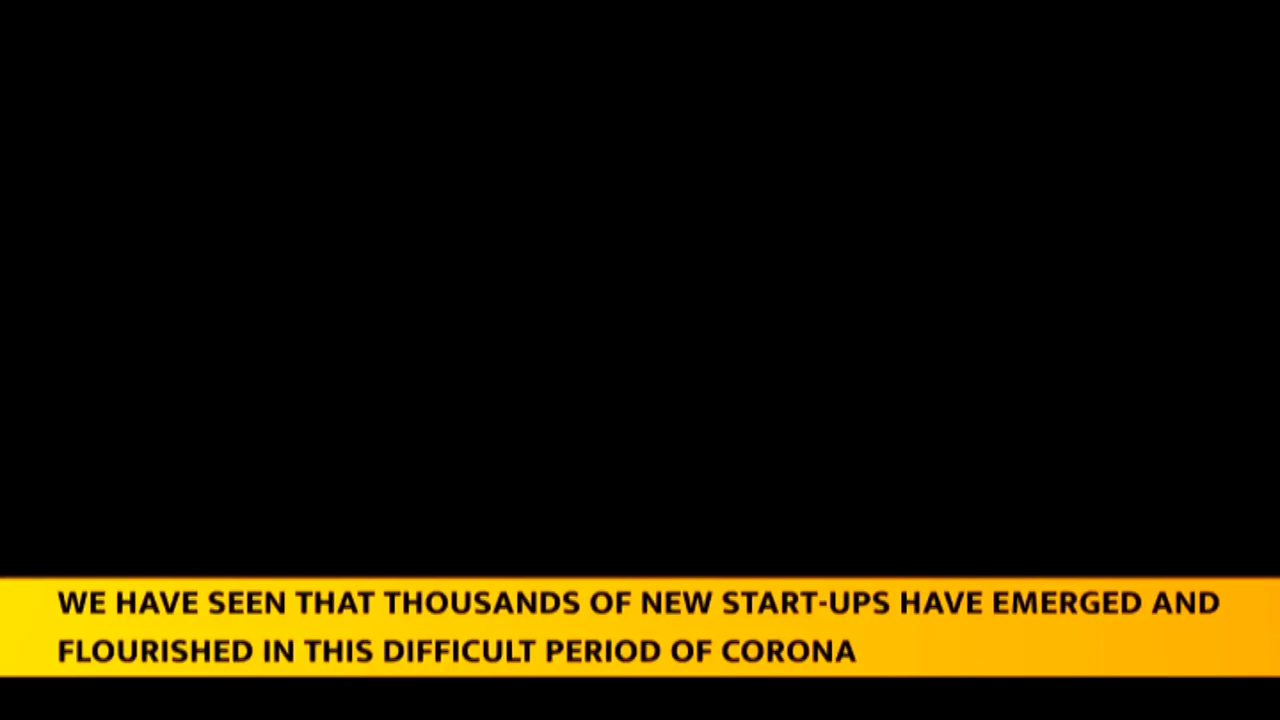 WE HAVE SEEN THAT THOUSANDS OF NEW START-UPS HAVE EMERGED AND
FLOURISHED IN THIS DIFFICULT PERIOD OF CORONA